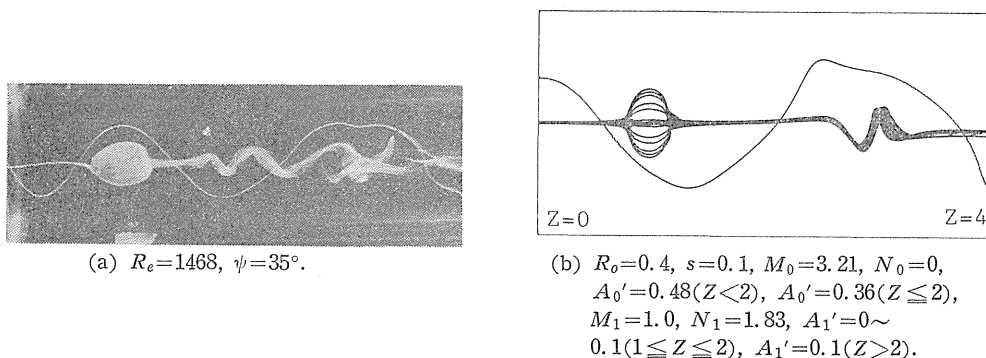 Z=0
Z=4
(a) Re=1468, ψ=35°.
(b) Ro=0.4, s=0.1, M0=3.21, N0=0,
A0′=0.48(Z<2), A0′=0.36(Z≦2),
M1=1.0, N1=1.83, A1′=0~
0.1(1≦Z≦2), A1′=0.1(Z>2).